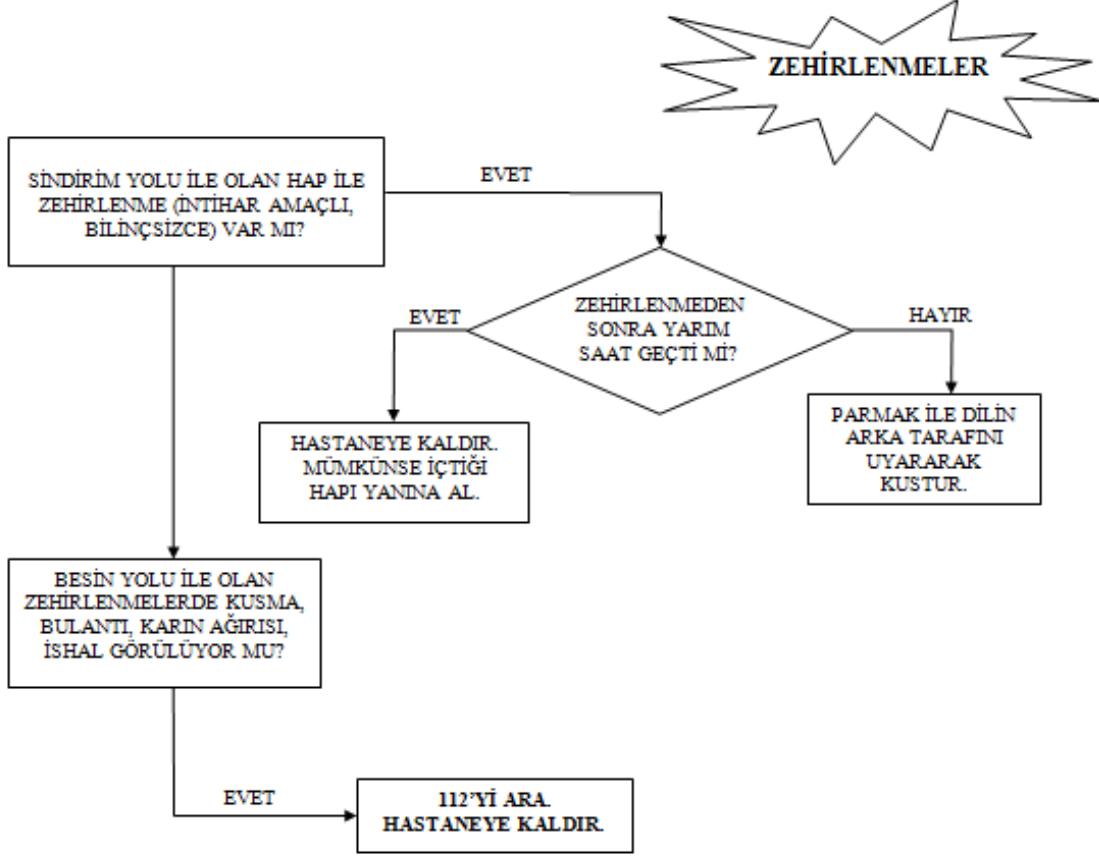 ZEHİRLENMELER
SİNDİRİM YOLU İLE OLAN HAP İLE
ZEHİRLENME (İNTİHAR AMAÇLI,
BİLİNÇSİZCE) VAR MI?
EVET
ZEHİRLENMEDEN
SONRA YARIM
SAAT GEÇTİ Mİ?
EVET
HAYIR
HASTANEYE KALDIR.
MÜMKÜNSE İÇTİĞİ
HAPI YANINA AL.
PARMAK İLE DİLİN
ARKA TARAFINI
UYARARAK
KUSTUR.
BESİN YOLU İLE OLAN
ZEHİRLENMELERDE KUSMA,
BULANTI, KARIN AĞIRISI,
İSHAL GÖRÜLÜYOR MU?
EVET
112'Yİ ARA.
HASTANEYE KALDIR.